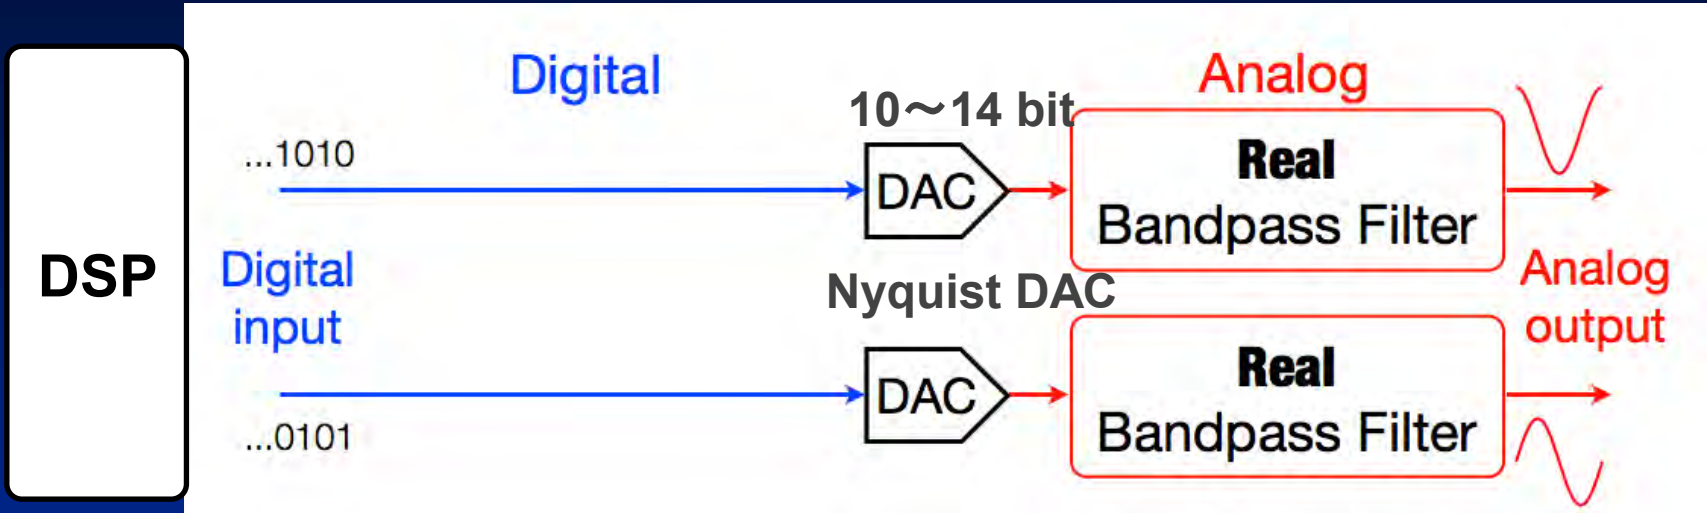 Digital
Analog
10～14 bit
...1010
DAC
Real
Bandpass Filter
DSP
Digital
input
Nyquist DAC
Analog
output
DAC
Real
Bandpass Filter
...0101